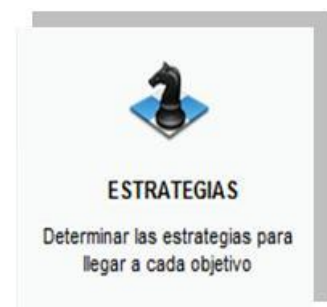 ESTRATEGIAS
Determinar las estrategias para
llegar a cada objetivo